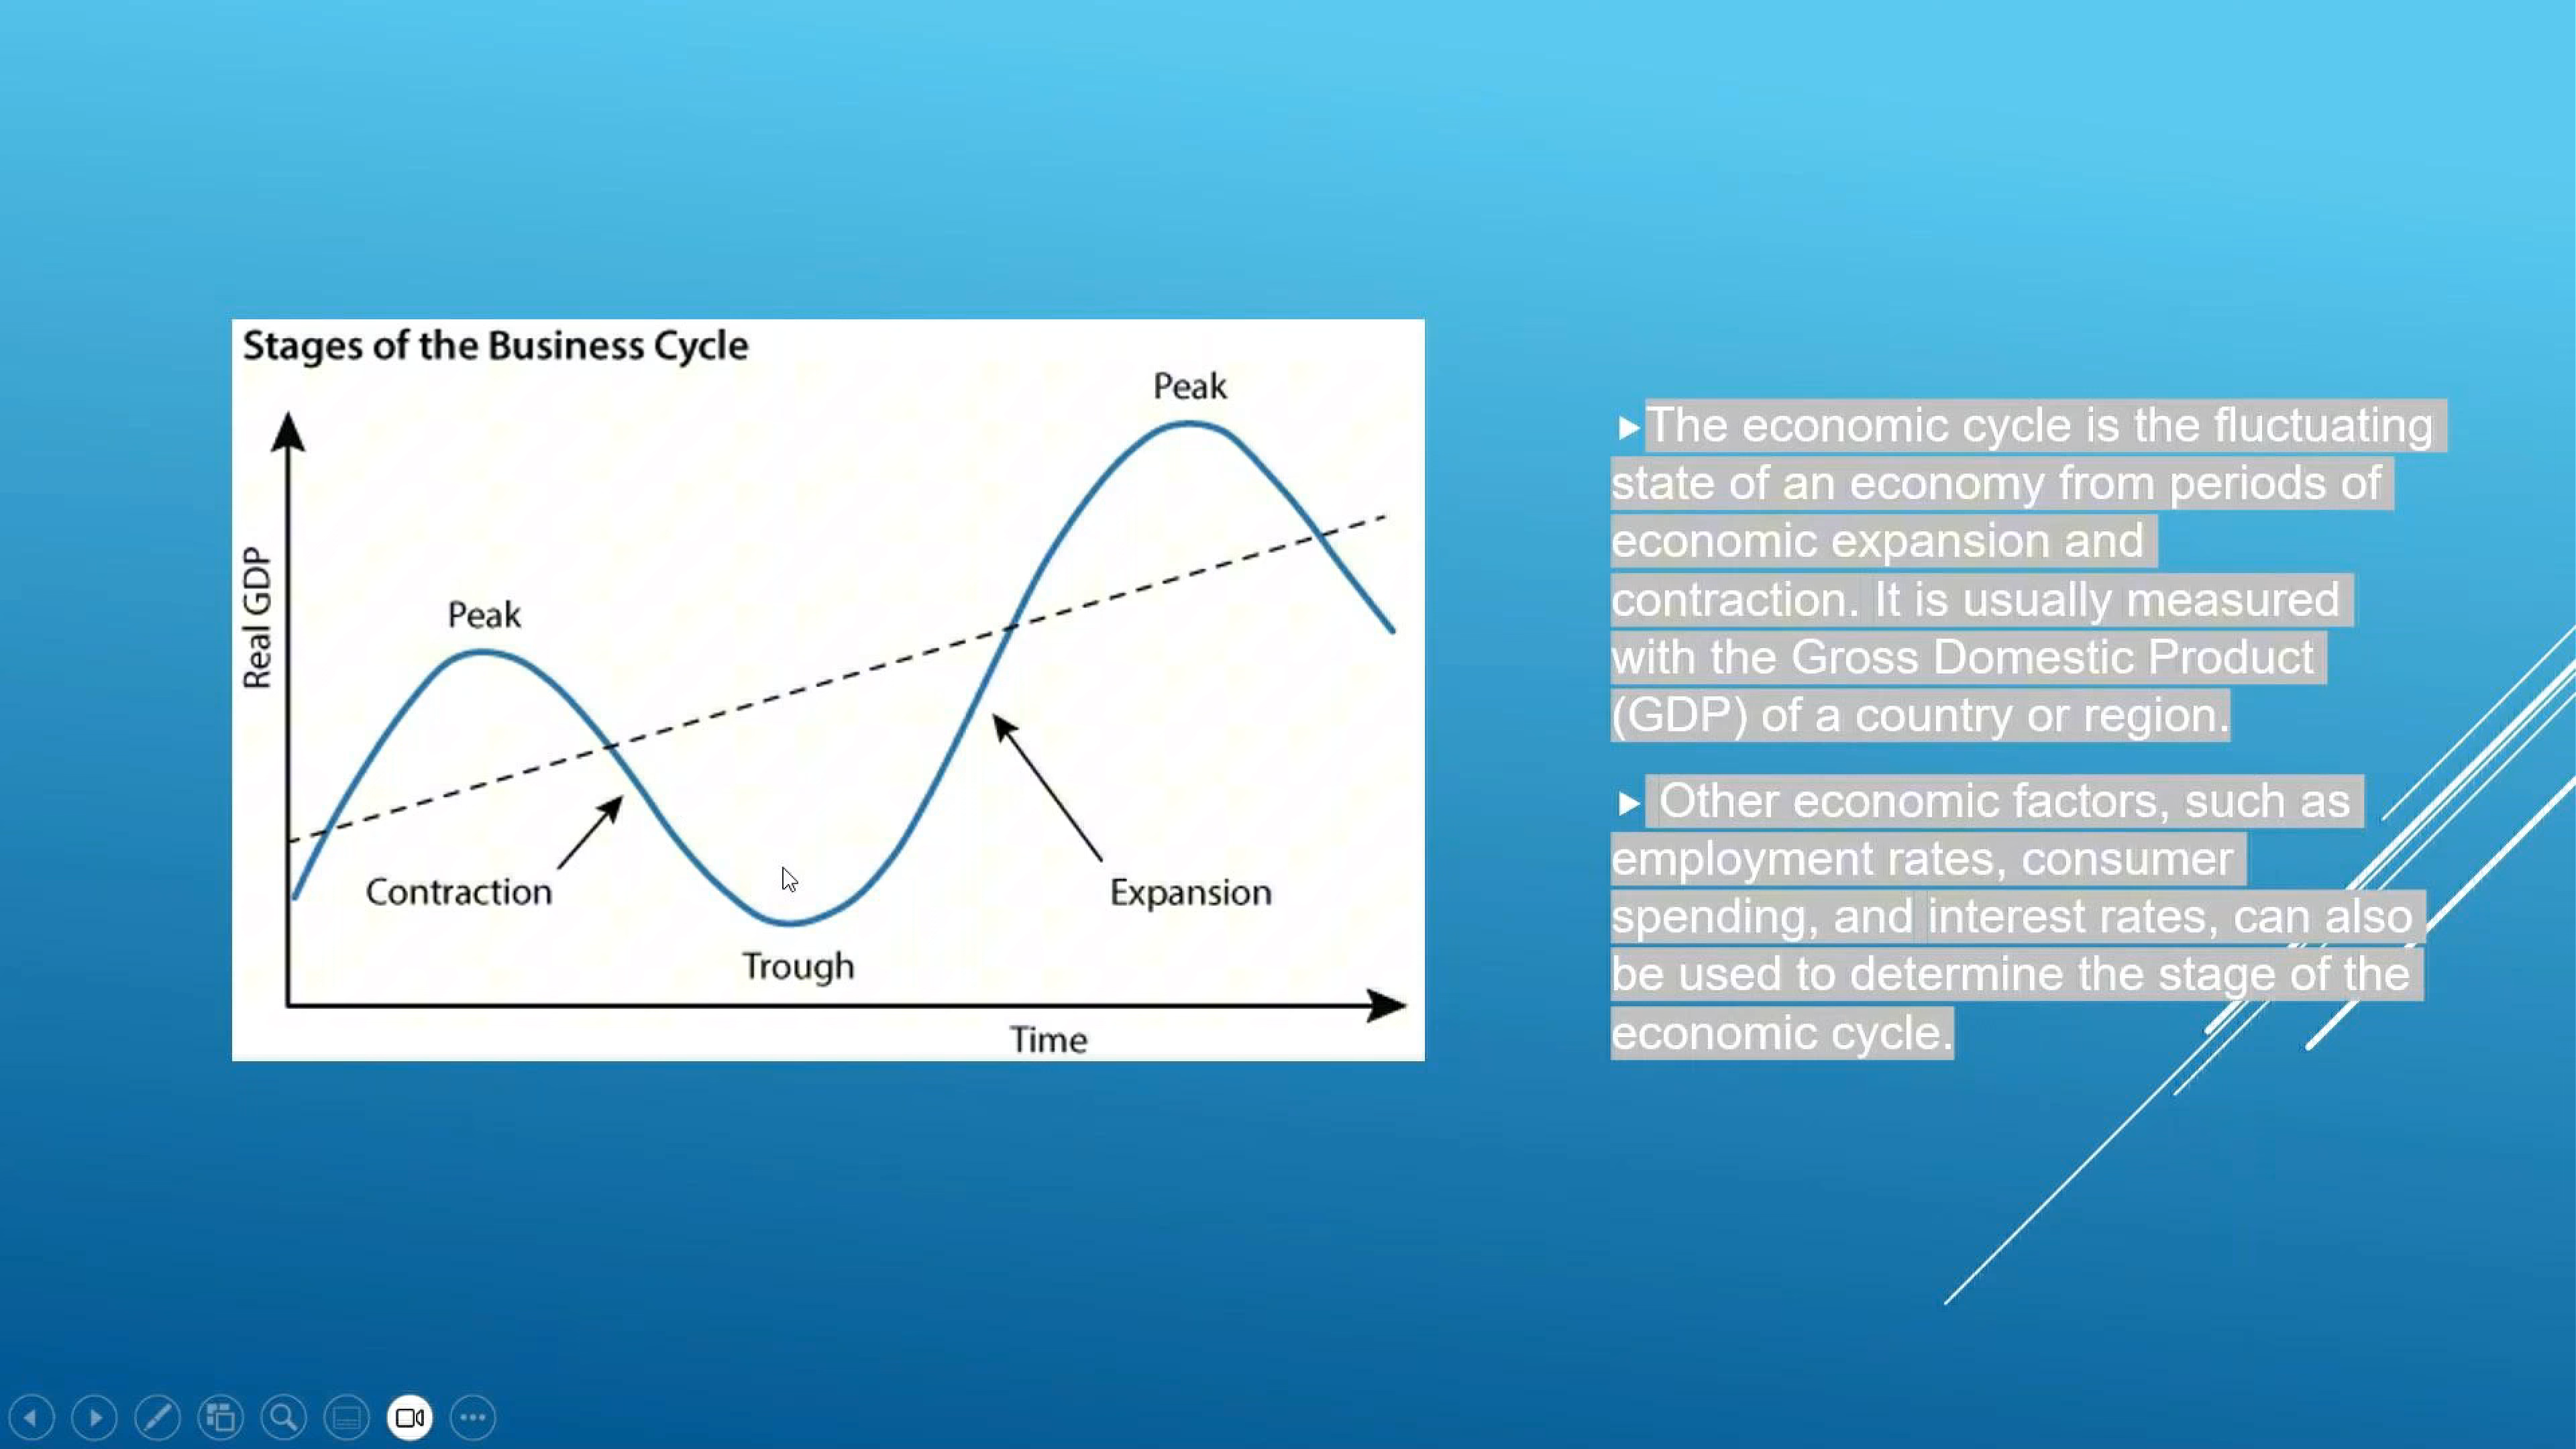 Stages of the Business Cycle
Peak
Real GDP
Peak
Contraction
Expansion
Trough
Time
The economic cycle is the fluctuating
state of an economy from periods of
economic expansion and
contraction. It is usually measured
with the Gross Domestic Product
(GDP) of a country or region.
Other economic factors, such as
employment rates, consumer
spending, and interest rates, can also
be used to determine the stage of the
economic cycle.